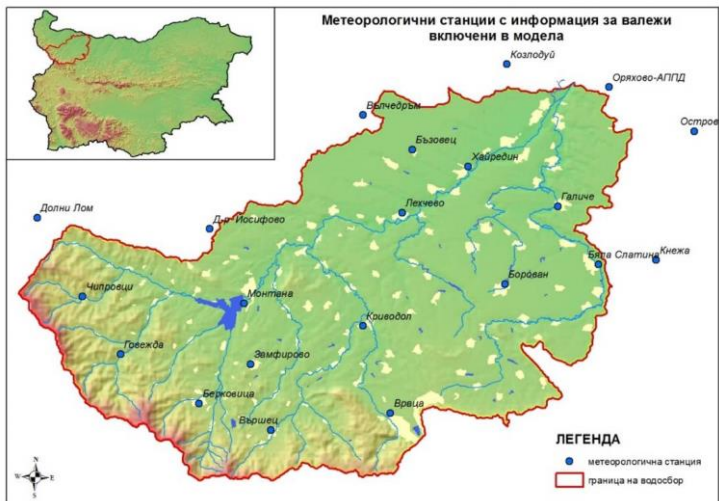 Метеорологични станции с информация за валежи
включени в модела
Козлодуй
Оряхово-АППД
Вълчедръм
Остров
Бъзовец
Хайредин
Галиче
Лехчево
Долни Лом
Д-р Йосифово
Бяла Слатина
Кнежа
Борован
Чипровци
Монтана
Криводол
Говежда
Замфирово
Берковица
Вършец
Враца
ЛЕГЕНДА
метеорологична станция
граница на водосбор
N
W
E
S